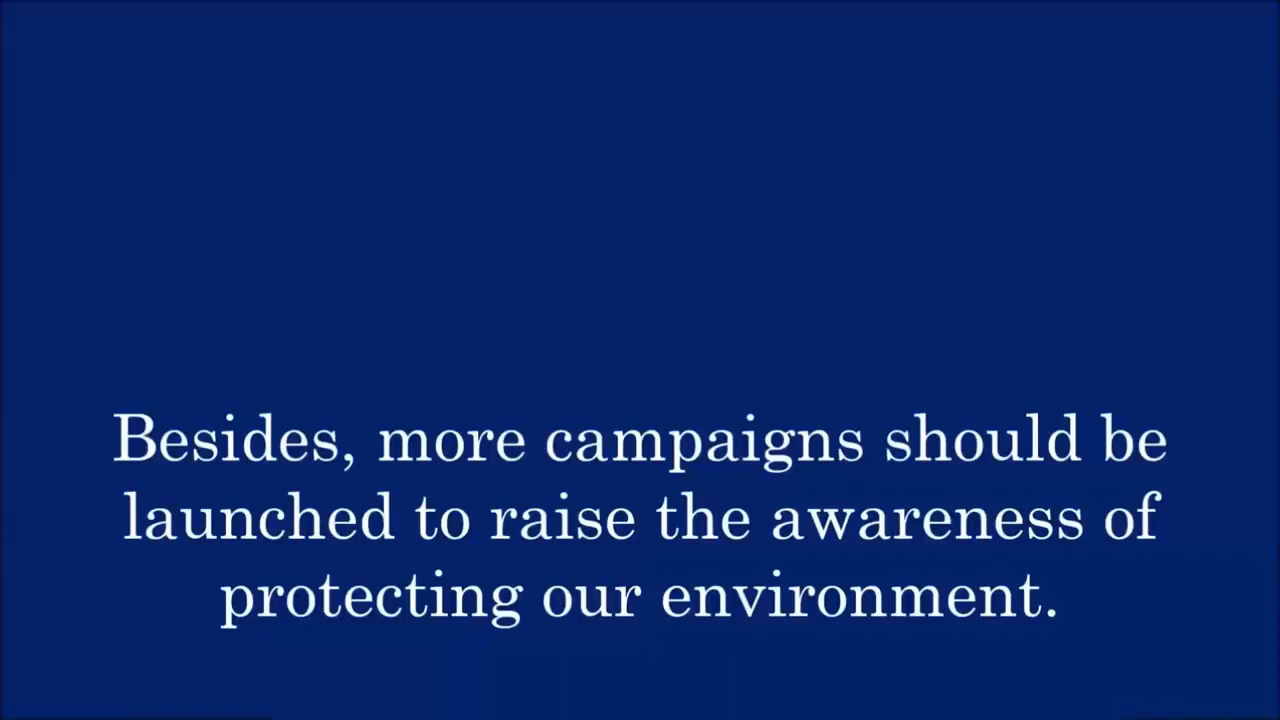 Besides, more campaigns should be
launched to raise the awareness of
protecting our environment.